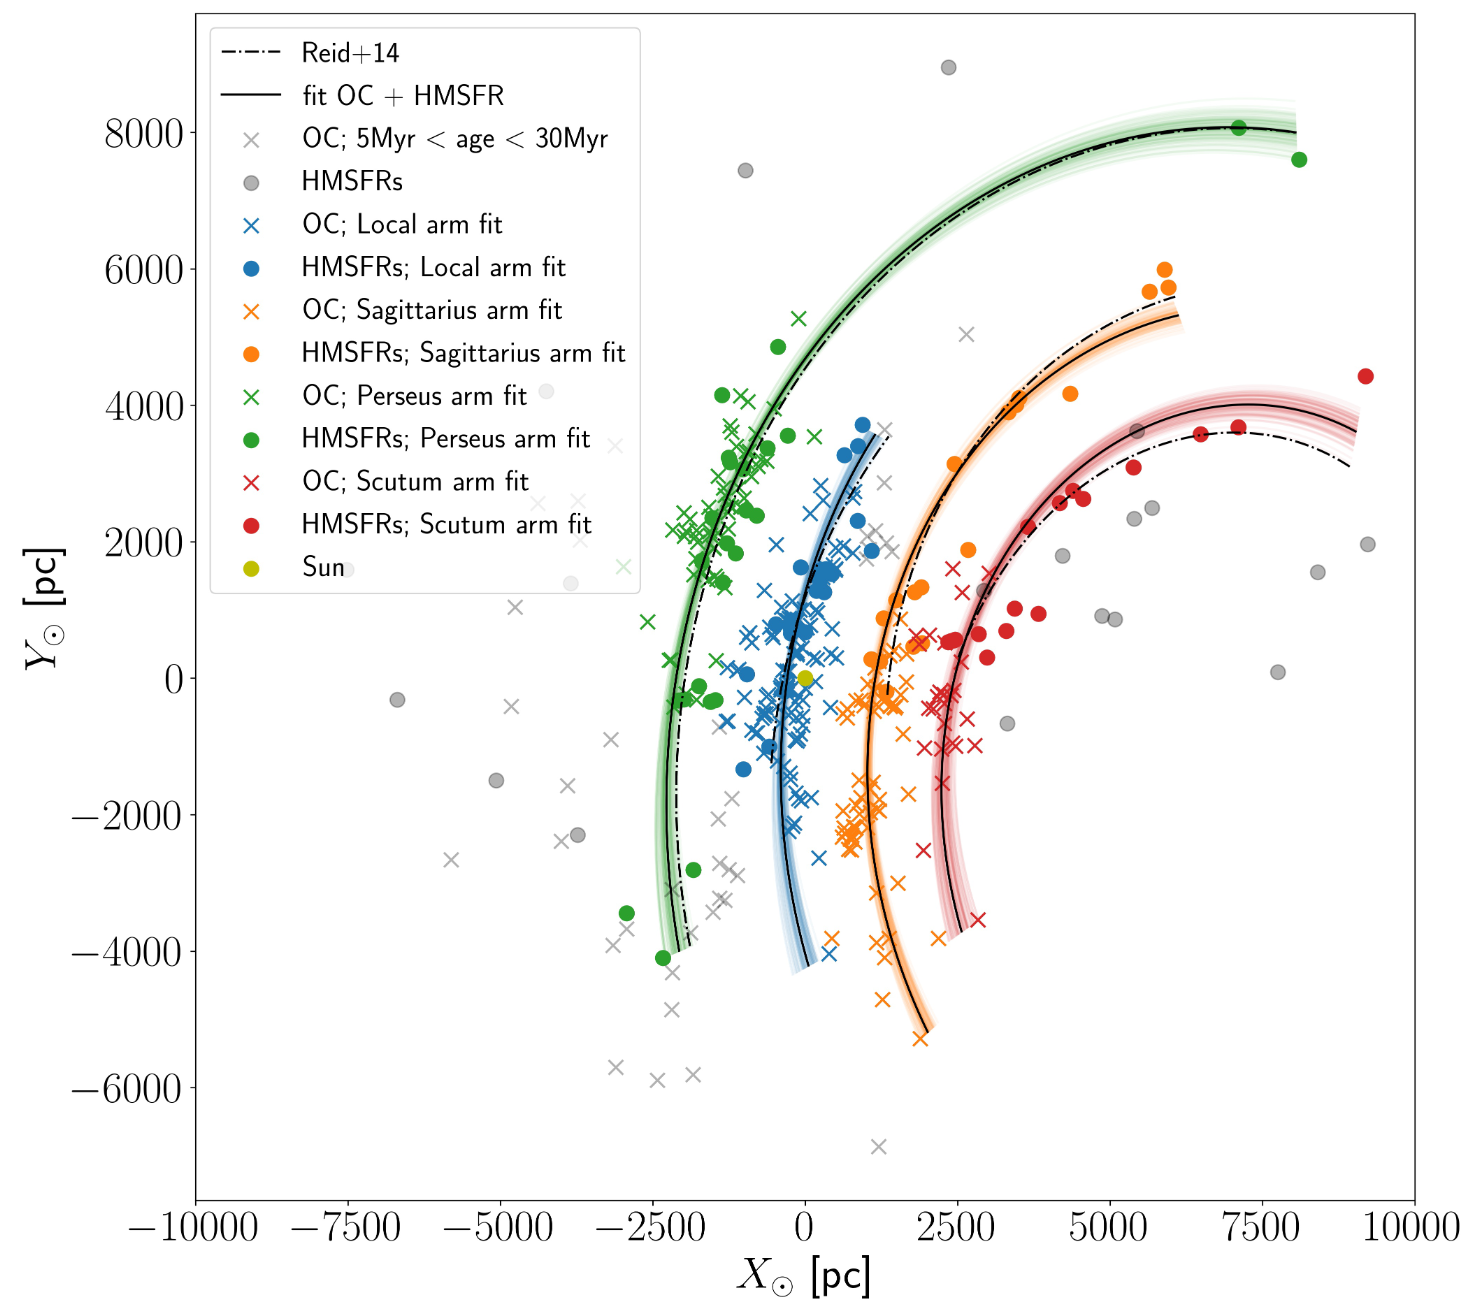 Reid+14
fit OC + HMSFR
OC; 5Myr < age < 30Myr
HMSFRs
OC; Local arm fit
HMSFRs; Local arm fit
OC; Sagittarius arm fit
HMSFRs; Sagittarius arm fit
OC; Perseus arm fit
HMSFRs; Perseus arm fit
OC; Scutum arm fit
HMSFRs; Scutum arm fit
Sun
8000
6000
4000
2000
0
−2000
−4000
−6000
Y⊙ [pc]
−10000 −7500 −5000 −2500 0 2500 5000 7500 10000
X⊙ [pc]